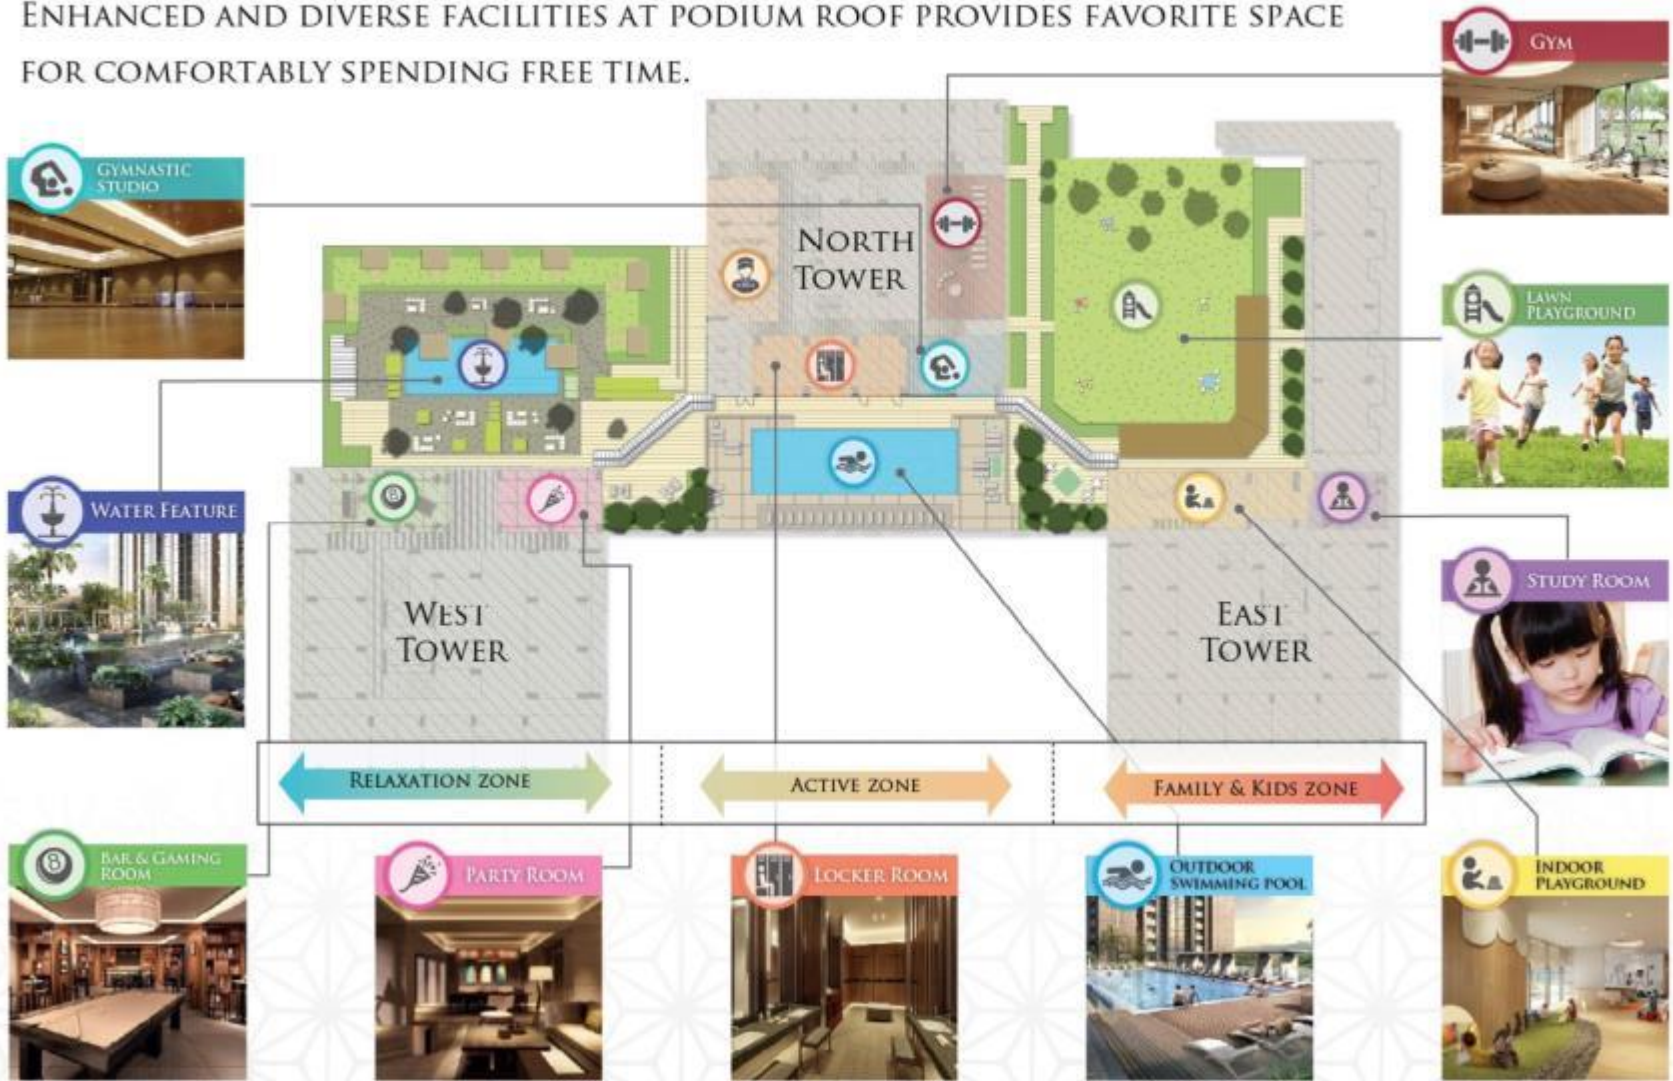 ENHANCED AND DIVERSE FACILITIES AT PODIUM ROOF PROVIDES FAVORITE SPACE
FOR COMFORTABLY SPENDING FREE TIME.
GYM
GYMNASTIC
STUDIO
NORTH
TOWER
LAWN
PLAYGROUND
WATER FEATURE
STUDY ROOM
WEST
TOWER
EAST
TOWER
RELAXATION ZONE
ACTIVE ZONE
FAMILY & KIDS ZONE
BAR & GAMING
ROOM
PARTY ROOM
LOCKER ROOM
OUTDOOR
SWIMMING POOL
INDOOR
PLAYGROUND